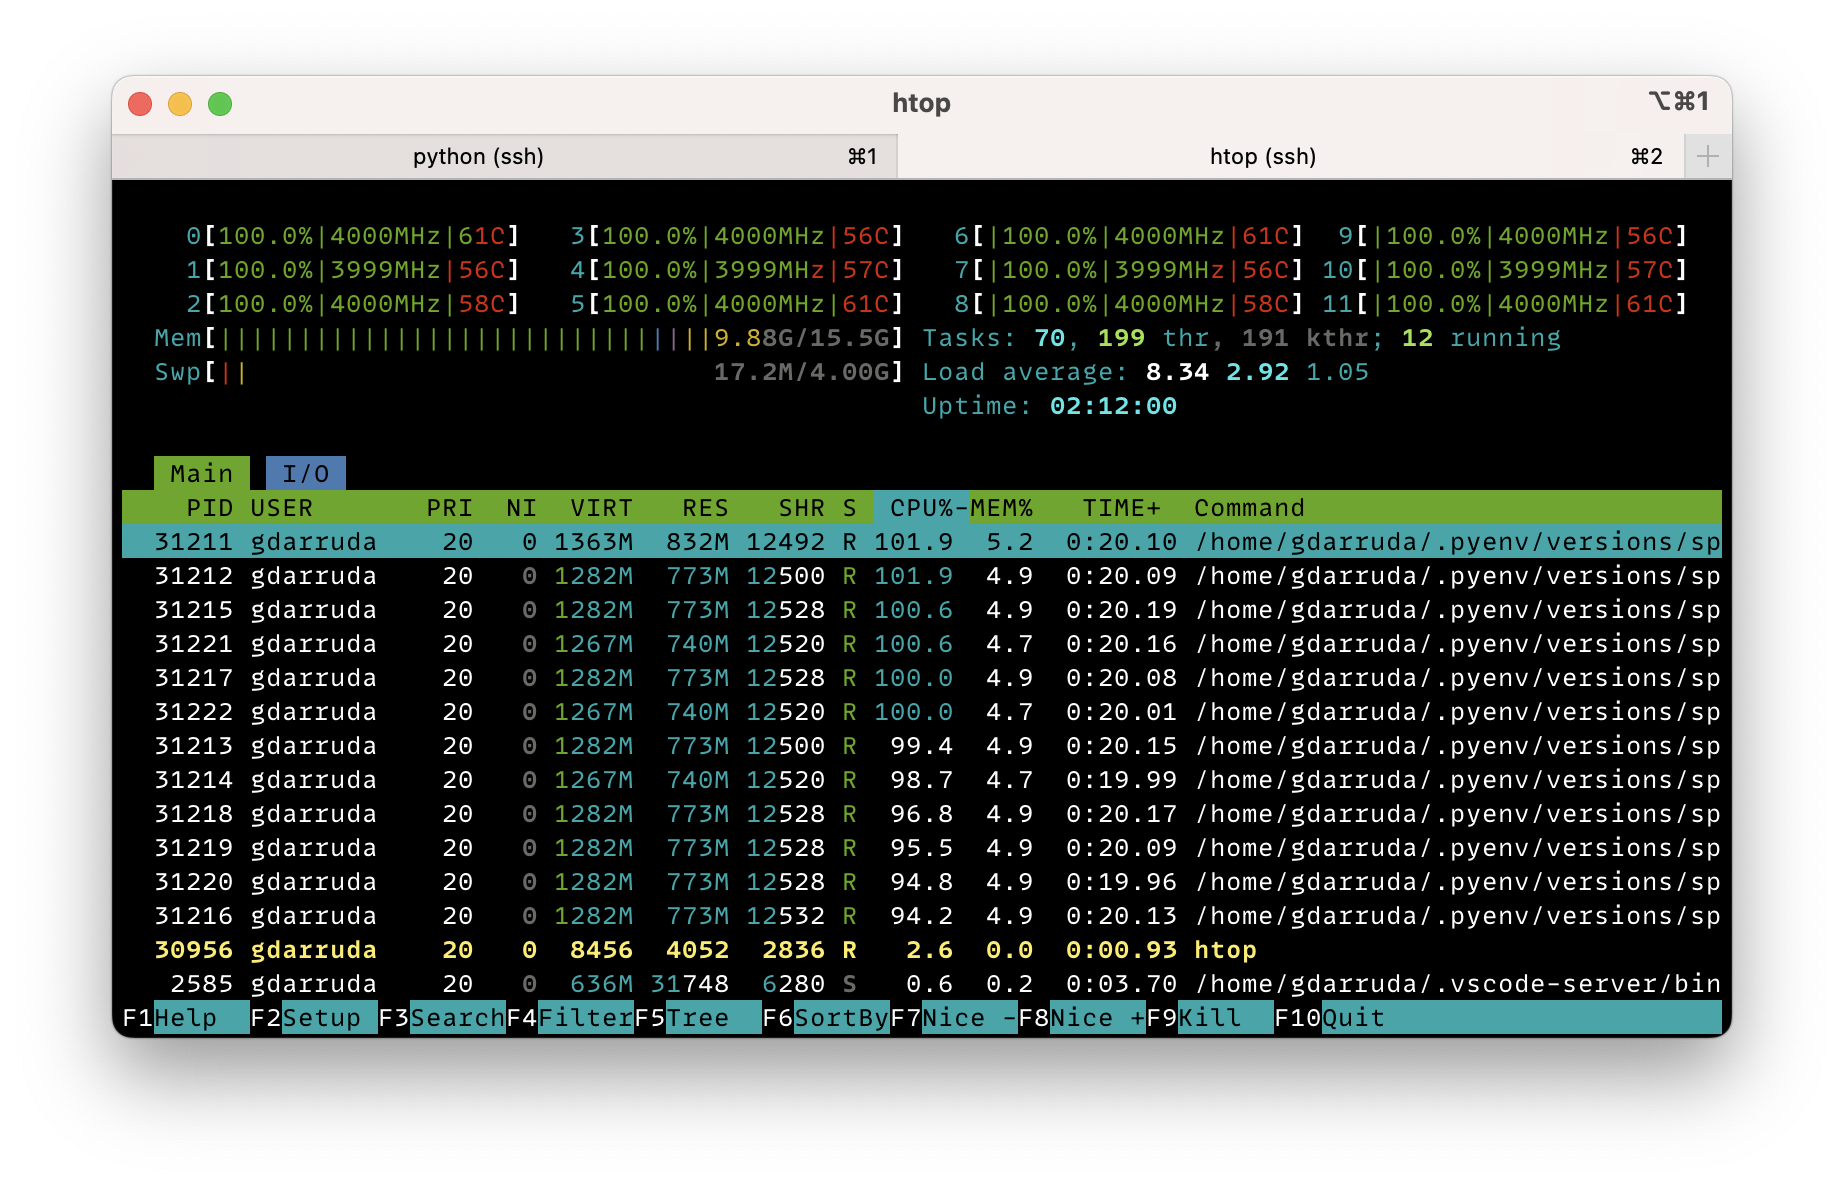 htop ⌥⌘1
python (ssh) ⌘1 htop (ssh) ⌘2 +
0[100.0%|4000MHz|61C] 3[100.0%|4000MHz|56C] 6[|100.0%|4000MHz|61C] 9[|100.0%|4000MHz|56C]
1[100.0%|3999MHz|56C] 4[100.0%|3999MHz|57C] 7[|100.0%|3999MHz|56C] 10[|100.0%|3999MHz|57C]
2[100.0%|4000MHz|58C] 5[100.0%|4000MHz|61C] 8[|100.0%|4000MHz|58C] 11[|100.0%|4000MHz|61C]
Mem[|||||||||||||||||||||||||||||||9.88G/15.5G] Tasks: 70, 199 thr, 191 kthr; 12 running
Swp[|| 17.2M/4.00G] Load average: 8.34 2.92 1.05
Uptime: 02:12:00
Main I/O
PID USER PRI NI VIRT RES SHR S CPU%-MEM% TIME+ Command
31211 gdarruda 20 0 1363M 832M 12492 R 101.9 5.2 0:20.10 /home/gdarruda/.pyenv/versions/sp
31212 gdarruda 20 0 1282M 773M 12500 R 101.9 4.9 0:20.09 /home/gdarruda/.pyenv/versions/sp
31215 gdarruda 20 0 1282M 773M 12528 R 100.6 4.9 0:20.19 /home/gdarruda/.pyenv/versions/sp
31221 gdarruda 20 0 1267M 740M 12520 R 100.6 4.7 0:20.16 /home/gdarruda/.pyenv/versions/sp
31217 gdarruda 20 0 1282M 773M 12528 R 100.0 4.9 0:20.08 /home/gdarruda/.pyenv/versions/sp
31222 gdarruda 20 0 1267M 740M 12520 R 100.0 4.7 0:20.01 /home/gdarruda/.pyenv/versions/sp
31213 gdarruda 20 0 1282M 773M 12500 R 99.4 4.9 0:20.15 /home/gdarruda/.pyenv/versions/sp
31214 gdarruda 20 0 1267M 740M 12520 R 98.7 4.7 0:19.99 /home/gdarruda/.pyenv/versions/sp
31218 gdarruda 20 0 1282M 773M 12528 R 96.8 4.9 0:20.17 /home/gdarruda/.pyenv/versions/sp
31219 gdarruda 20 0 1282M 773M 12528 R 95.5 4.9 0:20.09 /home/gdarruda/.pyenv/versions/sp
31220 gdarruda 20 0 1282M 773M 12528 R 94.8 4.9 0:19.96 /home/gdarruda/.pyenv/versions/sp
31216 gdarruda 20 0 1282M 773M 12532 R 94.2 4.9 0:20.13 /home/gdarruda/.pyenv/versions/sp
30956 gdarruda 20 0 8456 4052 2836 R 2.6 0.0 0:00.93 htop
2585 gdarruda 20 0 636M 31748 6280 S 0.6 0.2 0:03.70 /home/gdarruda/.vscode-server/bin
F1Help F2Setup F3SearchF4FilterF5Tree F6SortByF7Nice -F8Nice +F9Kill F10Quit